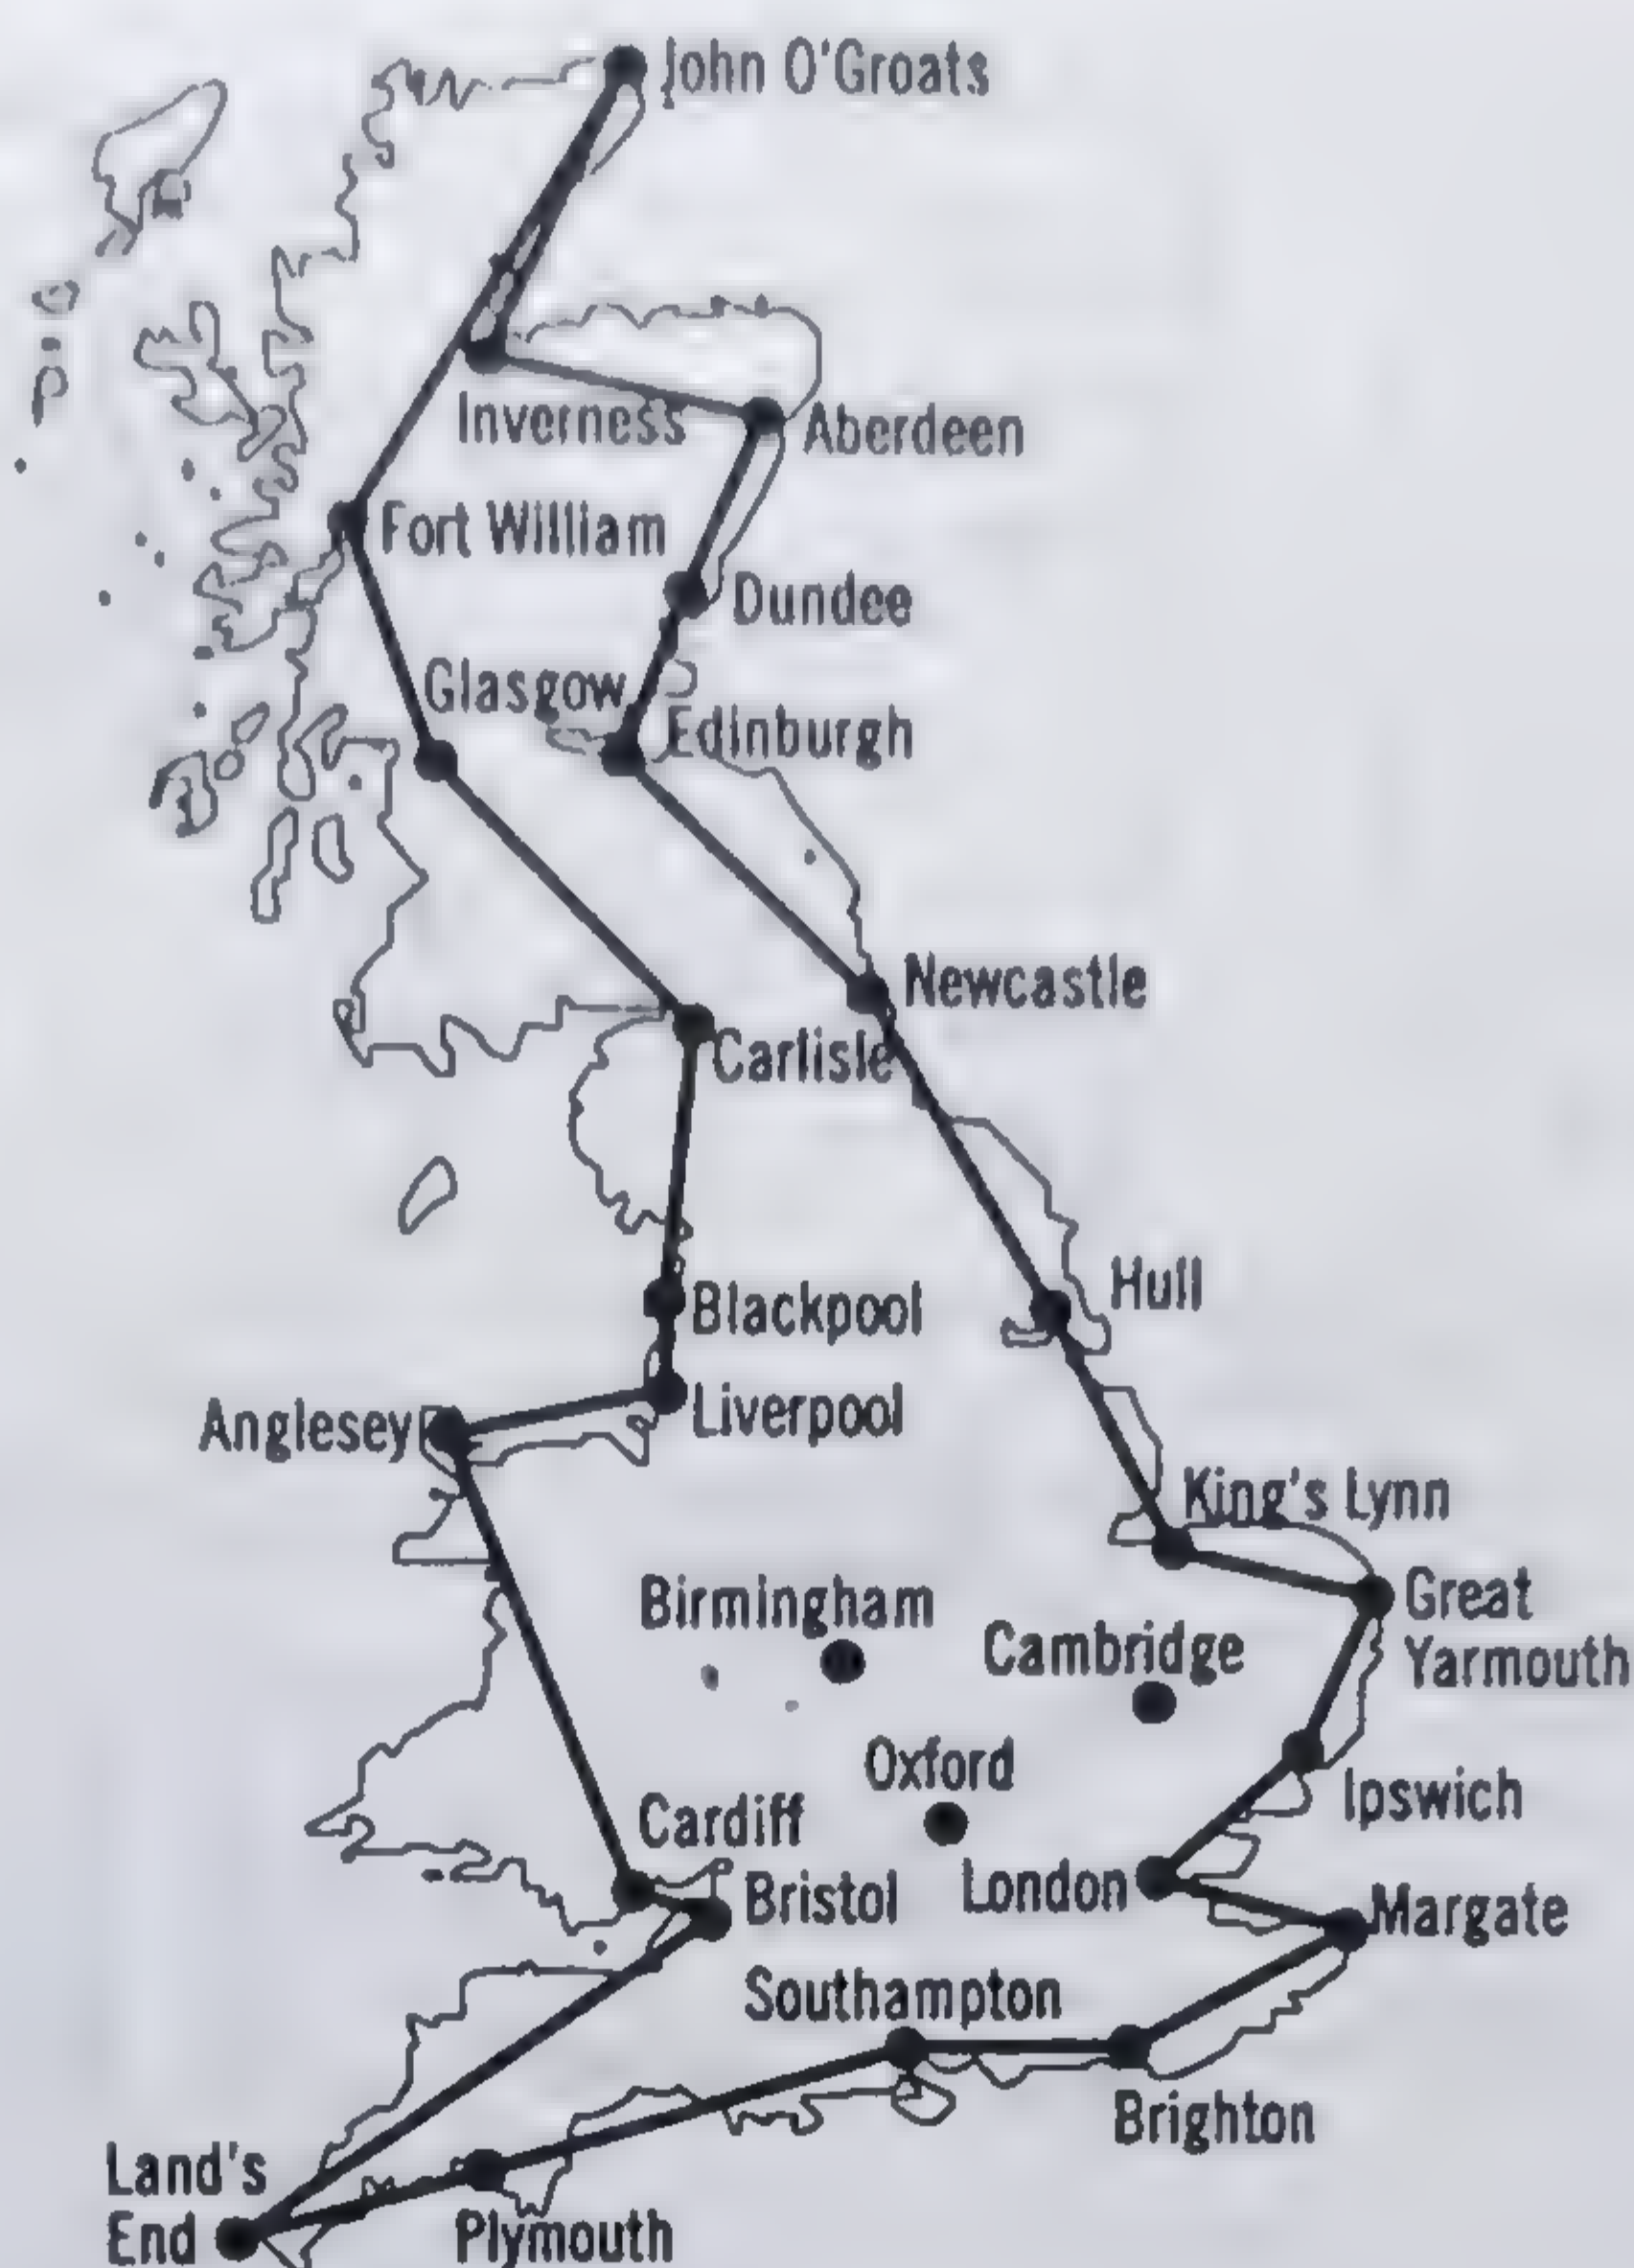 John O'Groats
Inverness
Aberdeen
Fort William
Dundee
Glasgow
Edinburgh
Newcastle
Carlisle
Hull
Blackpool
Anglesey
Liverpool
King's Lynn
Great
Yarmouth
Birmingham
Cambridge
Oxford
Ipswich
Cardiff
Bristol
London
Margate
Southampton
Brighton
Land's
End
Plymouth